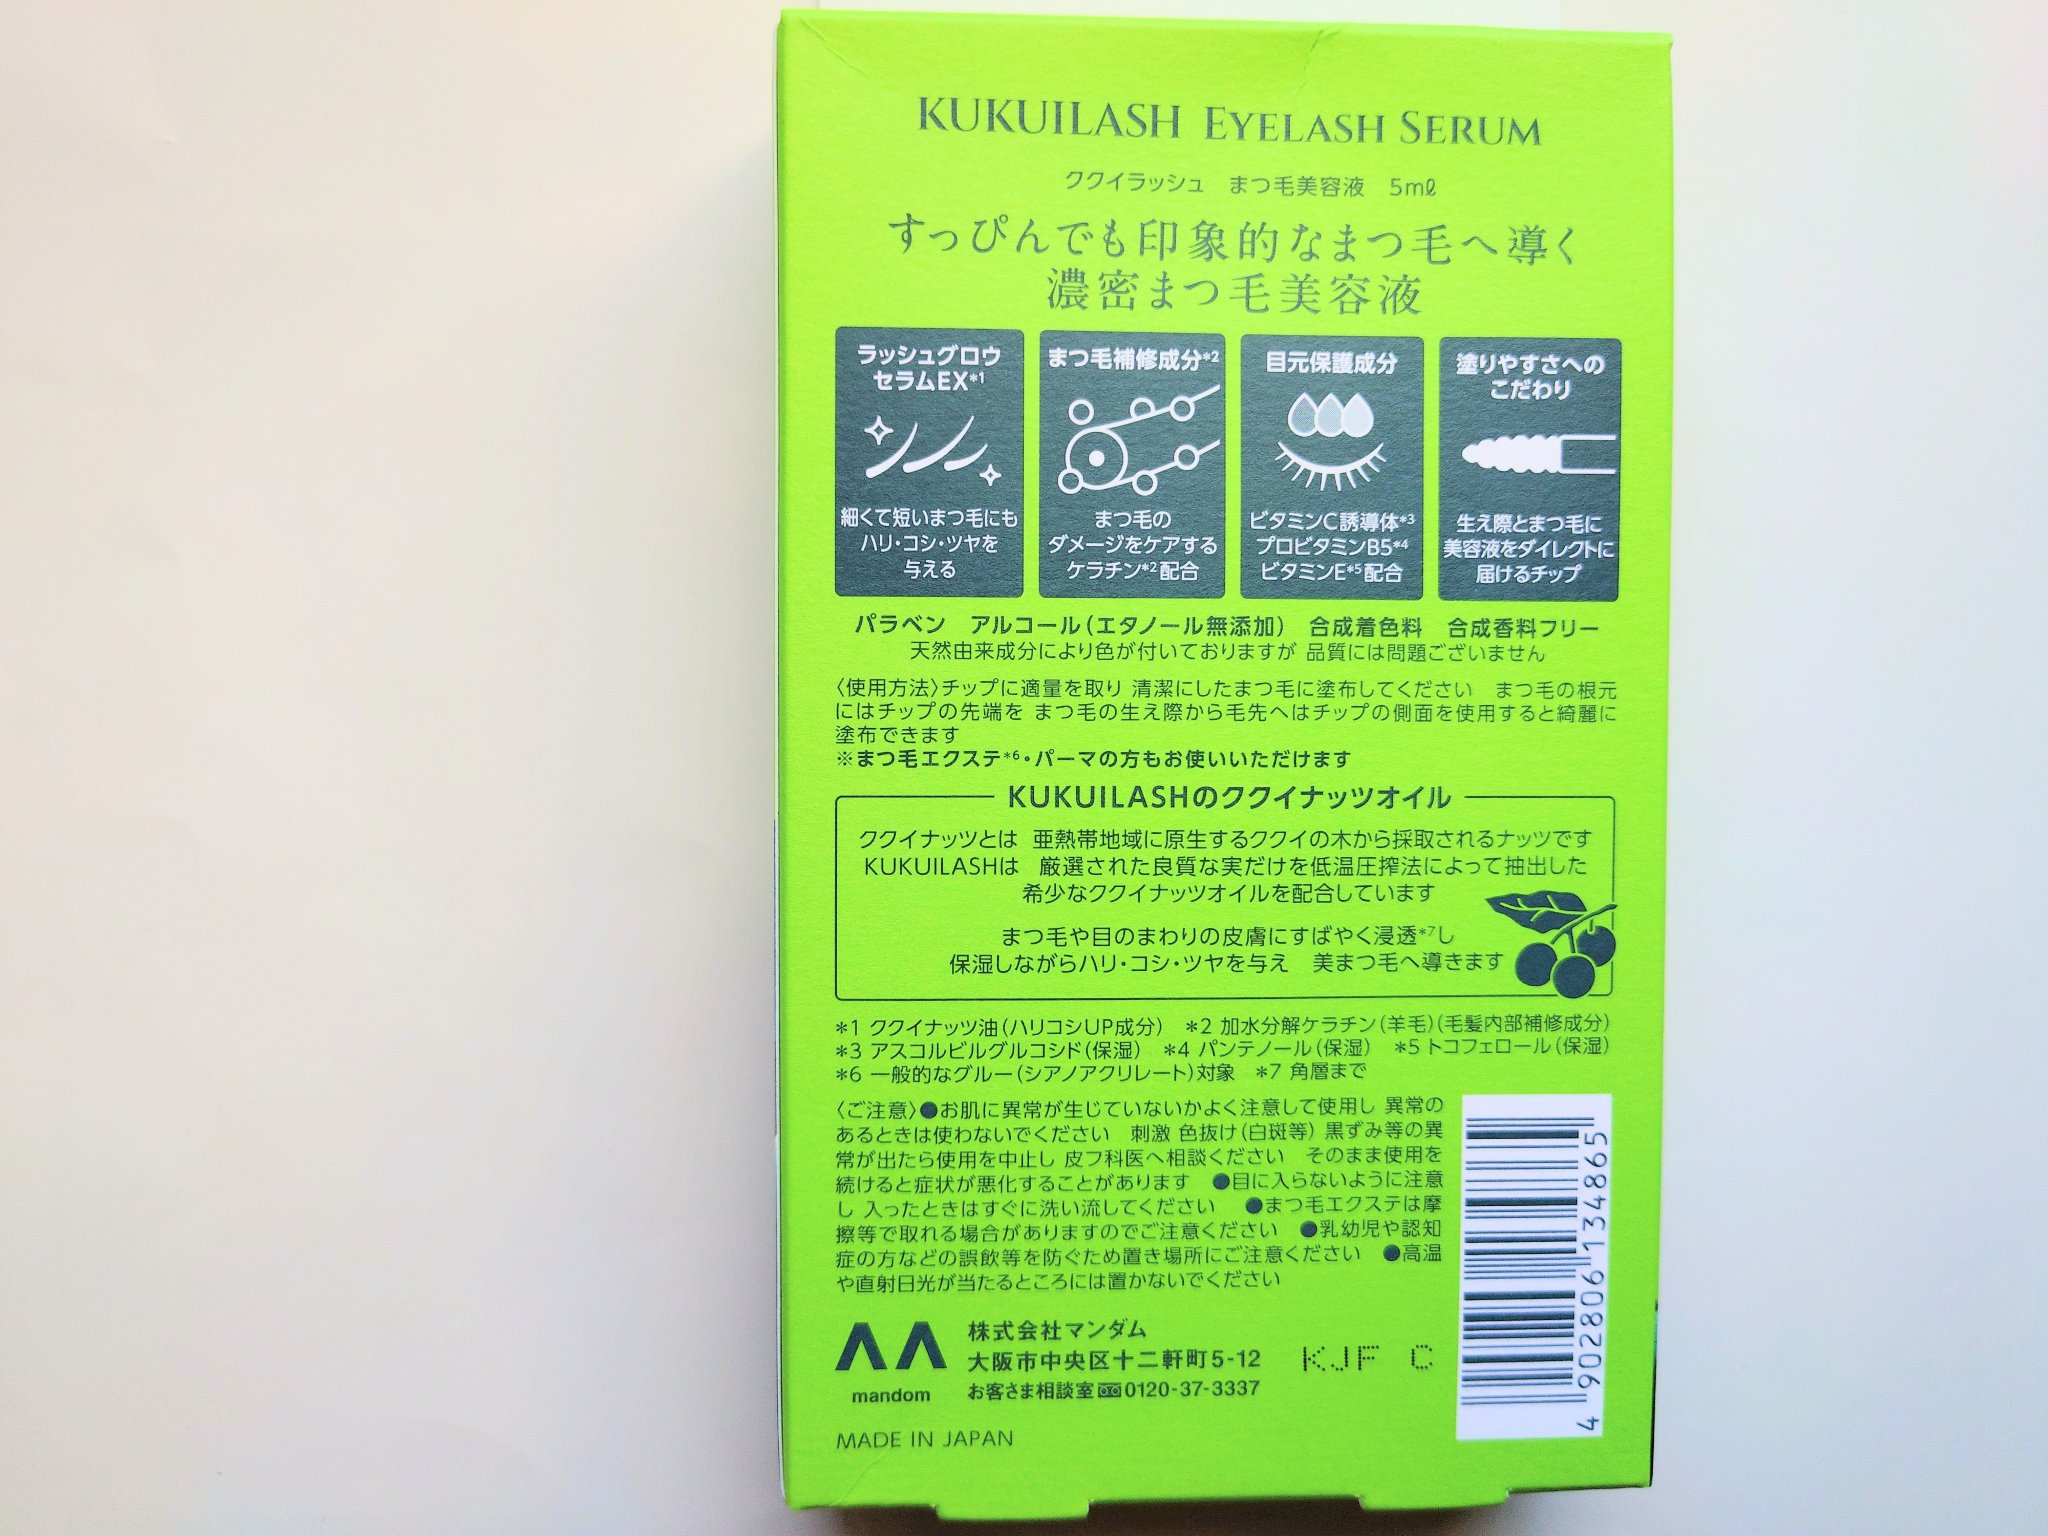 KUKUILASH EYELASH SERUM
ククイラッシュ まつ毛美容液 5mℓ
すっぴんでも印象的なまつ毛へ導く
濃密まつ毛美容液
ラッシュグロウ
セラムEX*1
細くて短いまつ毛にも
ハリ・コシ・ツヤを
与える
まつ毛補修成分*2
まつ毛の
ダメージをケアする
ケラチン*2配合
目元保護成分
ビタミンC誘導体*3
プロビタミンB5*4
ビタミンE*5配合
塗りやすさへの
こだわり
生え際とまつ毛に
美容液をダイレクトに
届けるチップ
パラベン アルコール(エタノール無添加) 合成着色料 合成香料フリー
天然由来成分により色が付いておりますが 品質には問題ございません
〈使用方法〉チップに適量を取り 清潔にしたまつ毛に塗布してください まつ毛の根元
にはチップの先端を まつ毛の生え際から毛先へはチップの側面を使用すると綺麗に
塗布できます
※まつ毛エクステ*6・パーマの方もお使いいただけます
KUKUILASHのククイナッツオイル
ククイナッツとは 亜熱帯地域に原生するククイの木から採取されるナッツです
KUKUILASHは 厳選された良質な実だけを低温圧搾法によって抽出した
希少なククイナッツオイルを配合しています
まつ毛や目のまわりの皮膚にすばやく浸透*7し
保湿しながらハリ・コシ・ツヤを与え 美まつ毛へ導きます
*1 ククイナッツ油(ハリコシUP成分) *2 加水分解ケラチン(羊毛)(毛髪内部補修成分)
*3 アスコルビルグルコシド(保湿) *4 パンテノール(保湿) *5 トコフェロール(保湿)
*6 一般的なグルー(シアノアクリレート)対象 *7 角層まで
〈ご注意〉●お肌に異常が生じていないかよく注意して使用し 異常の
あるときは使わないでください 刺激 色抜け(白斑等) 黒ずみ等の異
常が出たら使用を中止し 皮フ科医へ相談ください そのまま使用を
続けると症状が悪化することがあります ●目に入らないように注意
し 入ったときはすぐに洗い流してください ●まつ毛エクステは摩
擦等で取れる場合がありますのでご注意ください ●乳幼児や認知
症の方などの誤飲等を防ぐため置き場所にご注意ください ●高温
や直射日光が当たるところには置かないでください
4 902806 134865
mandom
株式会社マンダム
大阪市中央区十二軒町5-12
お客さま相談室 0120-37-3337
KJF C
MADE IN JAPAN